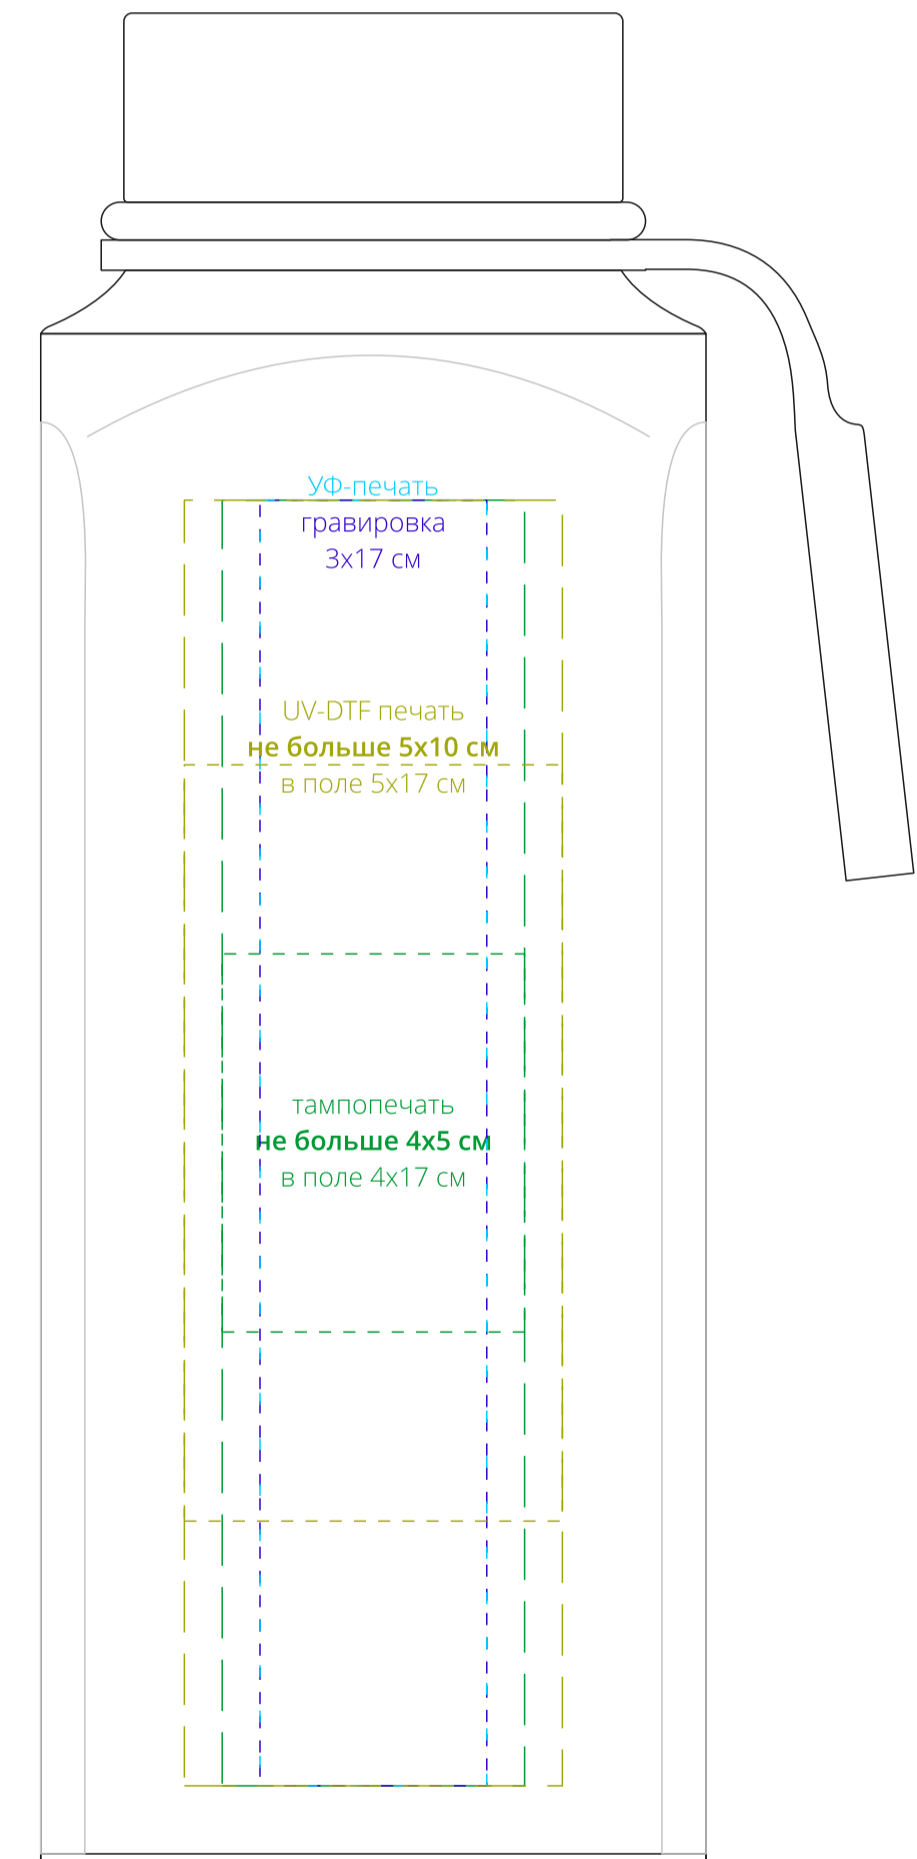 УФ-печать
гравировка
3х17 см
UV-DTF печать
не больше 5х10 см
в поле 5х17 см
тампопечать
не больше 4х5 см
в поле 4х17 см